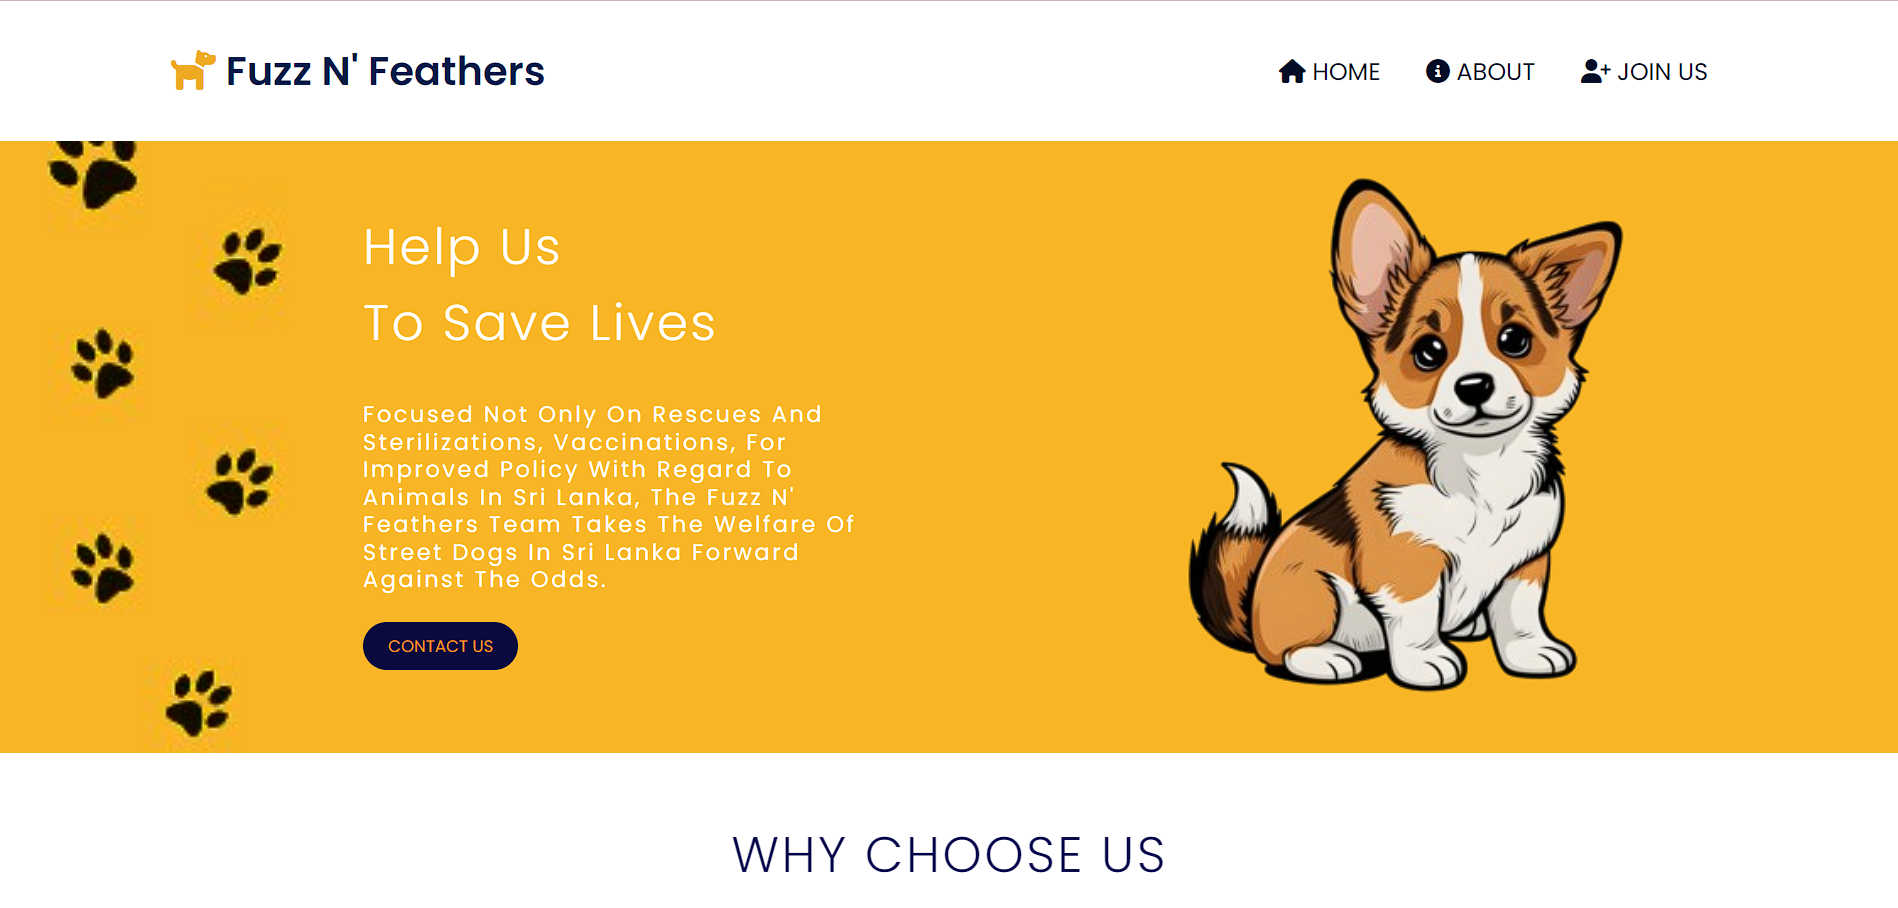 Fuzz N' Feathers
HOME
ABOUT
JOIN US
Help Us
To Save Lives
Focused Not Only On Rescues And
Sterilizations, Vaccinations, For
Improved Policy With Regard To
Animals In Sri Lanka, The Fuzz N'
Feathers Team Takes The Welfare Of
Street Dogs In Sri Lanka Forward
Against The Odds.
CONTACT US
WHY CHOOSE US